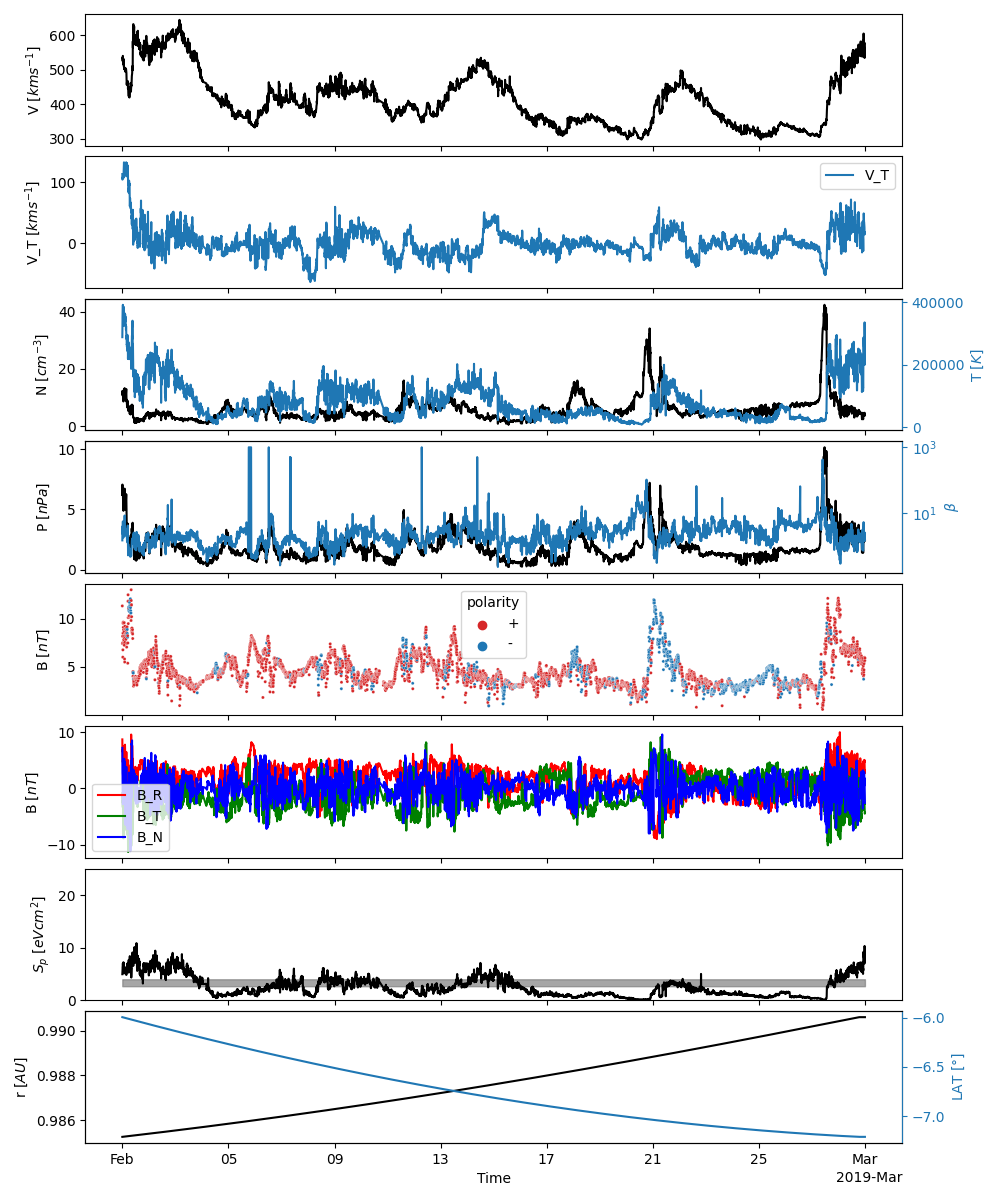 600
500
400
300
V [kms⁻¹]
100
0
V_T [kms⁻¹]
V_T
40
20
0
N [cm⁻³]
400000
200000
0
T [K]
10
5
0
P [nPa]
10³
10¹
β
10
5
B [nT]
polarity
+
-
10
0
−10
B [nT]
B_R
B_T
B_N
20
10
0
Sₚ [eVcm²]
0.990
0.988
0.986
r [AU]
−6.0
−6.5
−7.0
LAT [°]
Feb 05 09 13 17 21 25 Mar
Time
2019-Mar